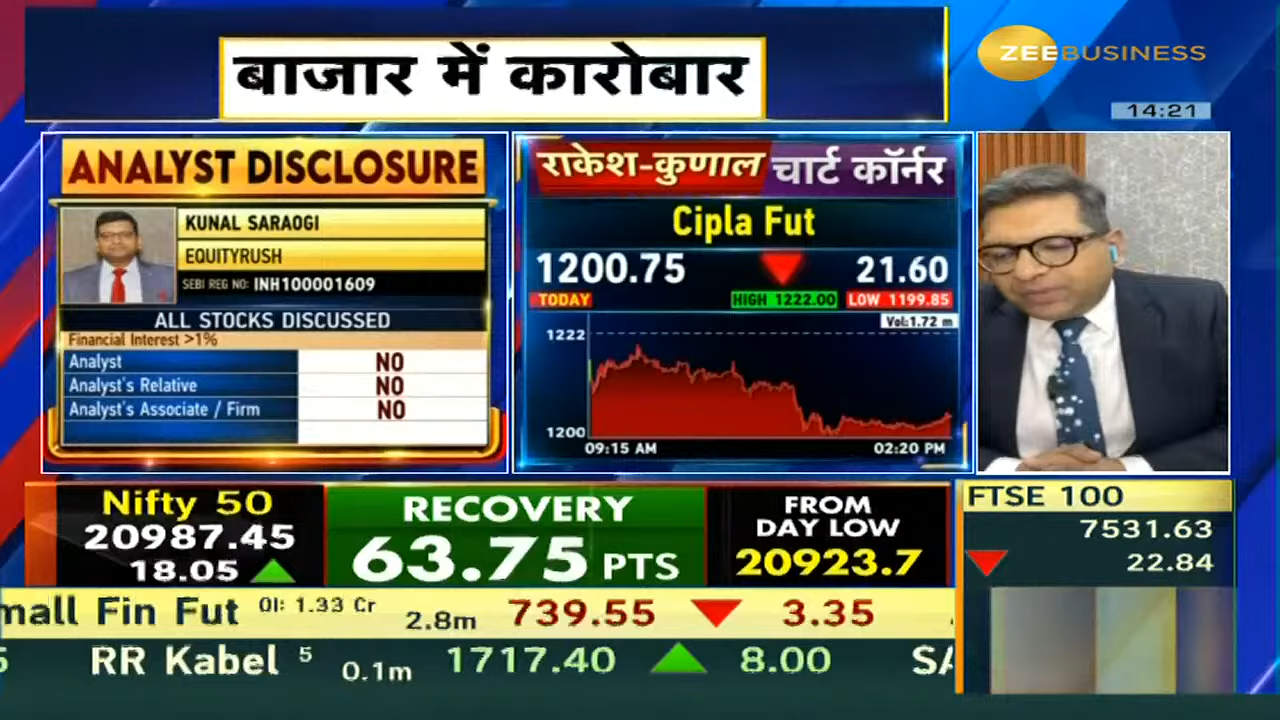 बाजार में कारोबार
ZEEBUSINESS
14:21
ANALYST DISCLOSURE
KUNAL SARAOGI
EQUITYRUSH
SEBI REG NO: INH100001609
ALL STOCKS DISCUSSED
Financial Interest >1%
Analyst NO
Analyst's Relative NO
Analyst's Associate / Firm NO
राकेश-कुणाल चार्ट कॉर्नर
Cipla Fut
1200.75 21.60
TODAY HIGH 1222.00 LOW 1199.85
Vol:1.72 m
1222
1200
09:15 AM 02:20 PM
Nifty 50
20987.45
18.05
RECOVERY
63.75 PTS
FROM
DAY LOW
20923.7
FTSE 100
7531.63
22.84
mall Fin Fut OI: 1.33 Cr 2.8m 739.55 3.35
5 RR Kabel 5 0.1m 1717.40 8.00 SA